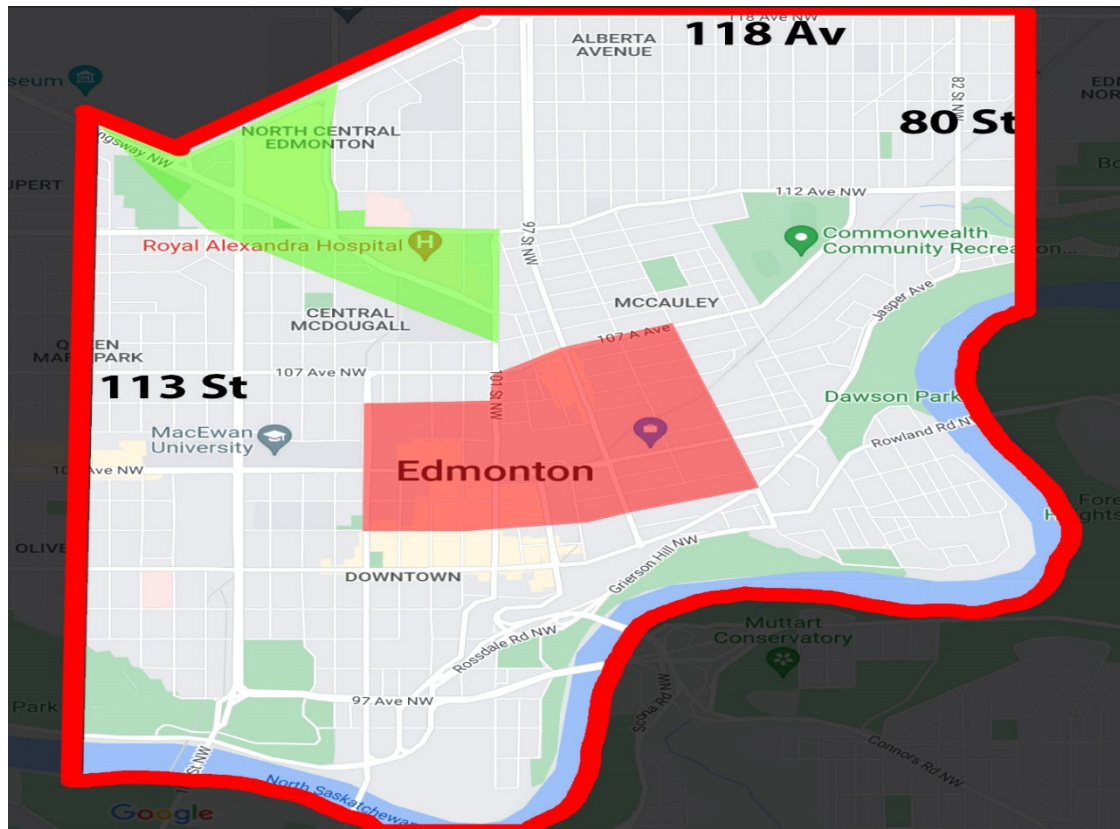 118 Ave NW
ALBERTA
AVENUE
118 Av
seum
82 St NW
80 St
NORTH CENTRAL
EDMONTON
ngsway NW
UPERT
112 Ave NW
97 St NW
Royal Alexandra Hospital
Commonwealth
Community Recreation...
Jasper Ave
CENTRAL
MCDOUGALL
MCCAULEY
107 A Ave
QUEEN
MARY PARK
107 Ave NW
101 St NW
113 St
Dawson Park
MacEwan
University
Rowland Rd NW
Ave NW
Edmonton
Fore
Heights
OLIVE
DOWNTOWN
Grierson Hill NW
Muttart
Conservatory
Rossdale Rd NW
Park
97 Ave NW
Scona Rd NW
Connors Rd NW
St NW
North Saskatchewan
Google